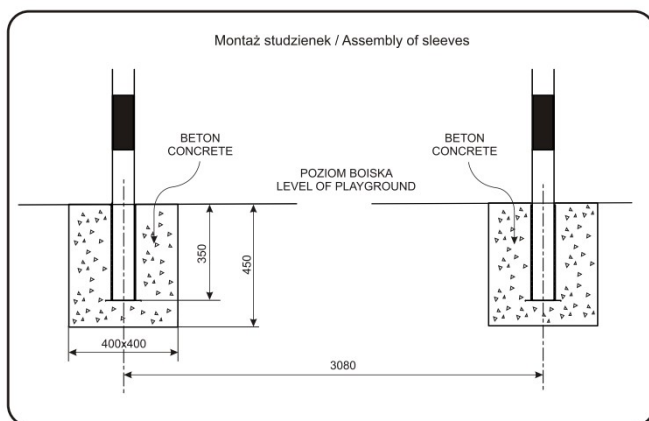 Montaż studzienek / Assembly of sleeves
BETON
CONCRETE
BETON
CONCRETE
POZIOM BOISKA
LEVEL OF PLAYGROUND
350
450
400x400
3080